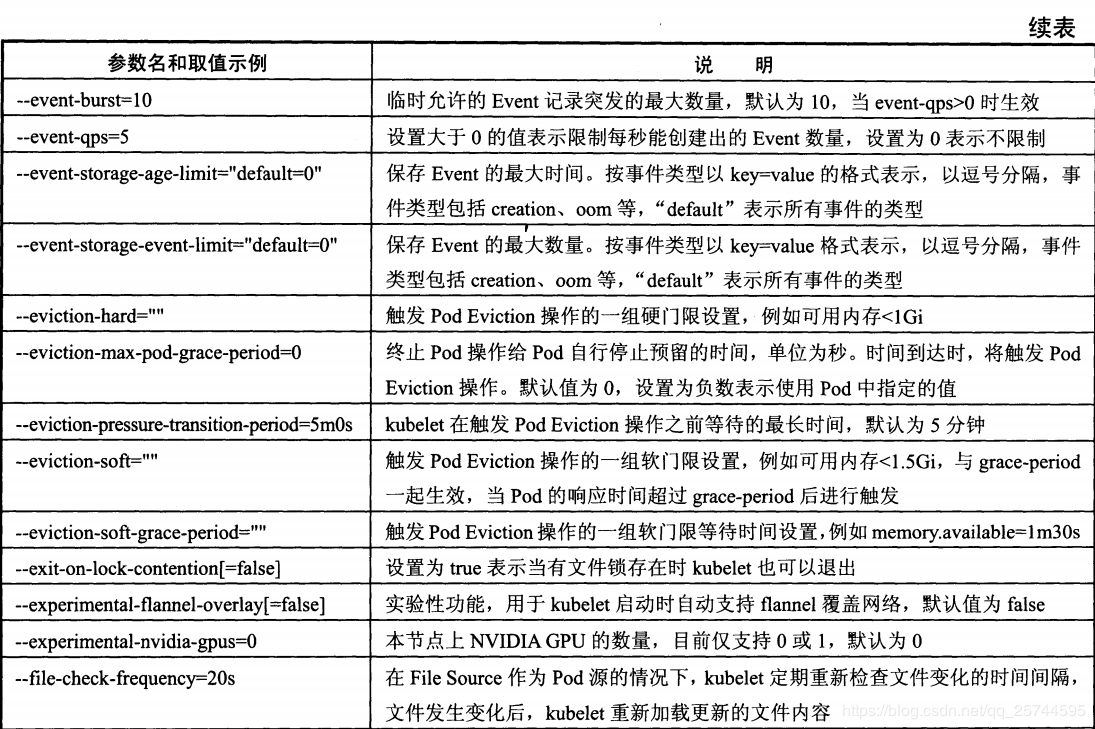 续表
参数名和取值示例 说 明
--event-burst=10 临时允许的 Event 记录突发的最大数量，默认为 10，当 event-qps>0 时生效
--event-qps=5 设置大于 0 的值表示限制每秒能创建出的 Event 数量，设置为 0 表示不限制
--event-storage-age-limit="default=0" 保存 Event 的最大时间。按事件类型以 key=value 的格式表示，以逗号分隔，事
件类型包括 creation、oom 等，“default”表示所有事件的类型
--event-storage-event-limit="default=0" 保存 Event 的最大数量。按事件类型以 key=value 格式表示，以逗号分隔，事件
类型包括 creation、oom 等，“default”表示所有事件的类型
--eviction-hard="" 触发 Pod Eviction 操作的一组硬门限设置，例如可用内存<1Gi
--eviction-max-pod-grace-period=0 终止 Pod 操作给 Pod 自行停止预留的时间，单位为秒。时间到达时，将触发 Pod
Eviction 操作。默认值为 0，设置为负数表示使用 Pod 中指定的值
--eviction-pressure-transition-period=5m0s kubelet 在触发 Pod Eviction 操作之前等待的最长时间，默认为 5 分钟
--eviction-soft="" 触发 Pod Eviction 操作的一组软门限设置，例如可用内存<1.5Gi，与 grace-period
一起生效，当 Pod 的响应时间超过 grace-period 后进行触发
--eviction-soft-grace-period="" 触发 Pod Eviction 操作的一组软门限等待时间设置，例如 memory.available=1m30s
--exit-on-lock-contention[=false] 设置为 true 表示当有文件锁存在时 kubelet 也可以退出
--experimental-flannel-overlay[=false] 实验性功能，用于 kubelet 启动时自动支持 flannel 覆盖网络，默认值为 false
--experimental-nvidia-gpus=0 本节点上 NVIDIA GPU 的数量，目前仅支持 0 或 1，默认为 0
--file-check-frequency=20s 在 File Source 作为 Pod 源的情况下，kubelet 定期重新检查文件变化的时间间隔，
文件发生变化后，kubelet 重新加载更新的文件内容
https://blog.csdn.net/qq_25744595